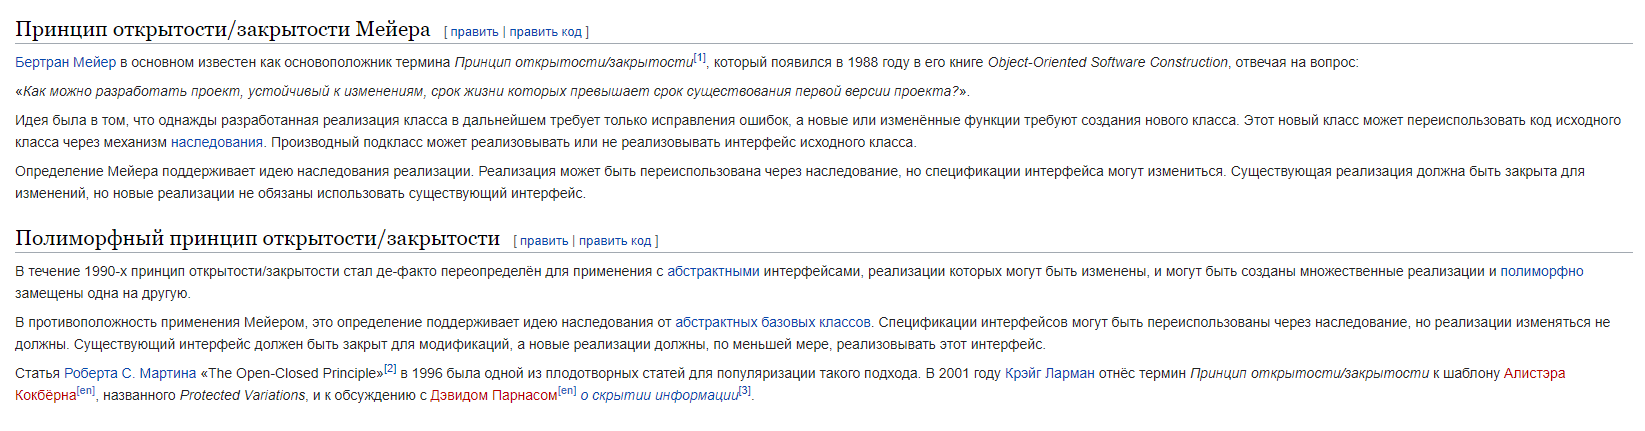 Принцип открытости/закрытости Мейера [ править | править код ]
Бертран Мейер в основном известен как основоположник термина Принцип открытости/закрытости[1], который появился в 1988 году в его книге Object-Oriented Software Construction, отвечая на вопрос:
«Как можно разработать проект, устойчивый к изменениям, срок жизни которых превышает срок существования первой версии проекта?».
Идея была в том, что однажды разработанная реализация класса в дальнейшем требует только исправления ошибок, а новые или изменённые функции требуют создания нового класса. Этот новый класс может переиспользовать код исходного
класса через механизм наследования. Производный подкласс может реализовывать или не реализовывать интерфейс исходного класса.
Определение Мейера поддерживает идею наследования реализации. Реализация может быть переиспользована через наследование, но спецификации интерфейса могут измениться. Существующая реализация должна быть закрыта для
изменений, но новые реализации не обязаны использовать существующий интерфейс.
Полиморфный принцип открытости/закрытости [ править | править код ]
В течение 1990-х принцип открытости/закрытости стал де-факто переопределён для применения с абстрактными интерфейсами, реализации которых могут быть изменены, и могут быть созданы множественные реализации и полиморфно
замещены одна на другую.
В противоположность применения Мейером, это определение поддерживает идею наследования от абстрактных базовых классов. Спецификации интерфейсов могут быть переиспользованы через наследование, но реализации изменяться не
должны. Существующий интерфейс должен быть закрыт для модификаций, а новые реализации должны, по меньшей мере, реализовывать этот интерфейс.
Статья Роберта С. Мартина «The Open-Closed Principle»[2] в 1996 была одной из плодотворных статей для популяризации такого подхода. В 2001 году Крэйг Ларман отнёс термин Принцип открытости/закрытости к шаблону Алистэра
Кокбёрна[en], названного Protected Variations, и к обсуждению с Дэвидом Парнасом[en] о скрытии информации[3].